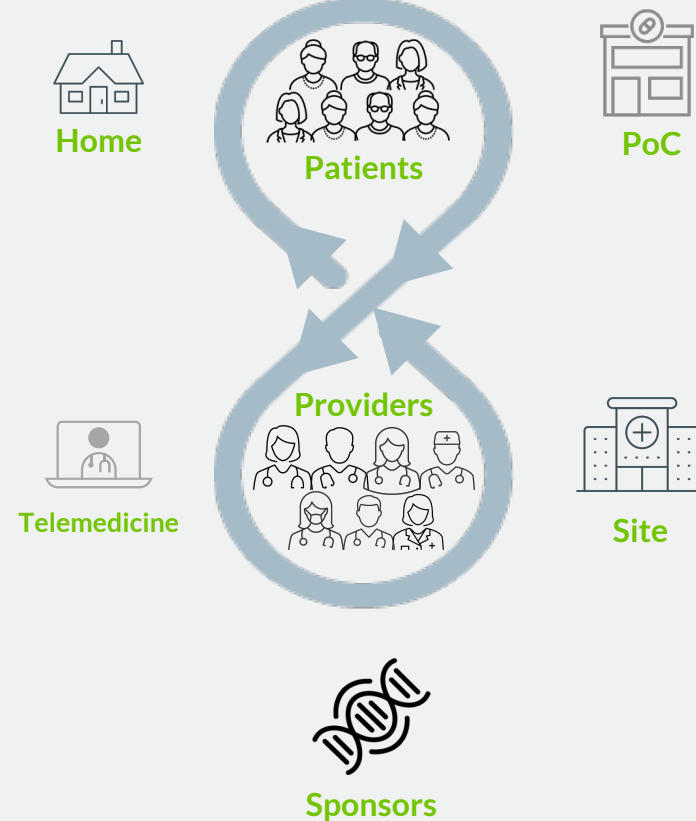 Home
Patients
PoC
Providers
Telemedicine
Site
Sponsors